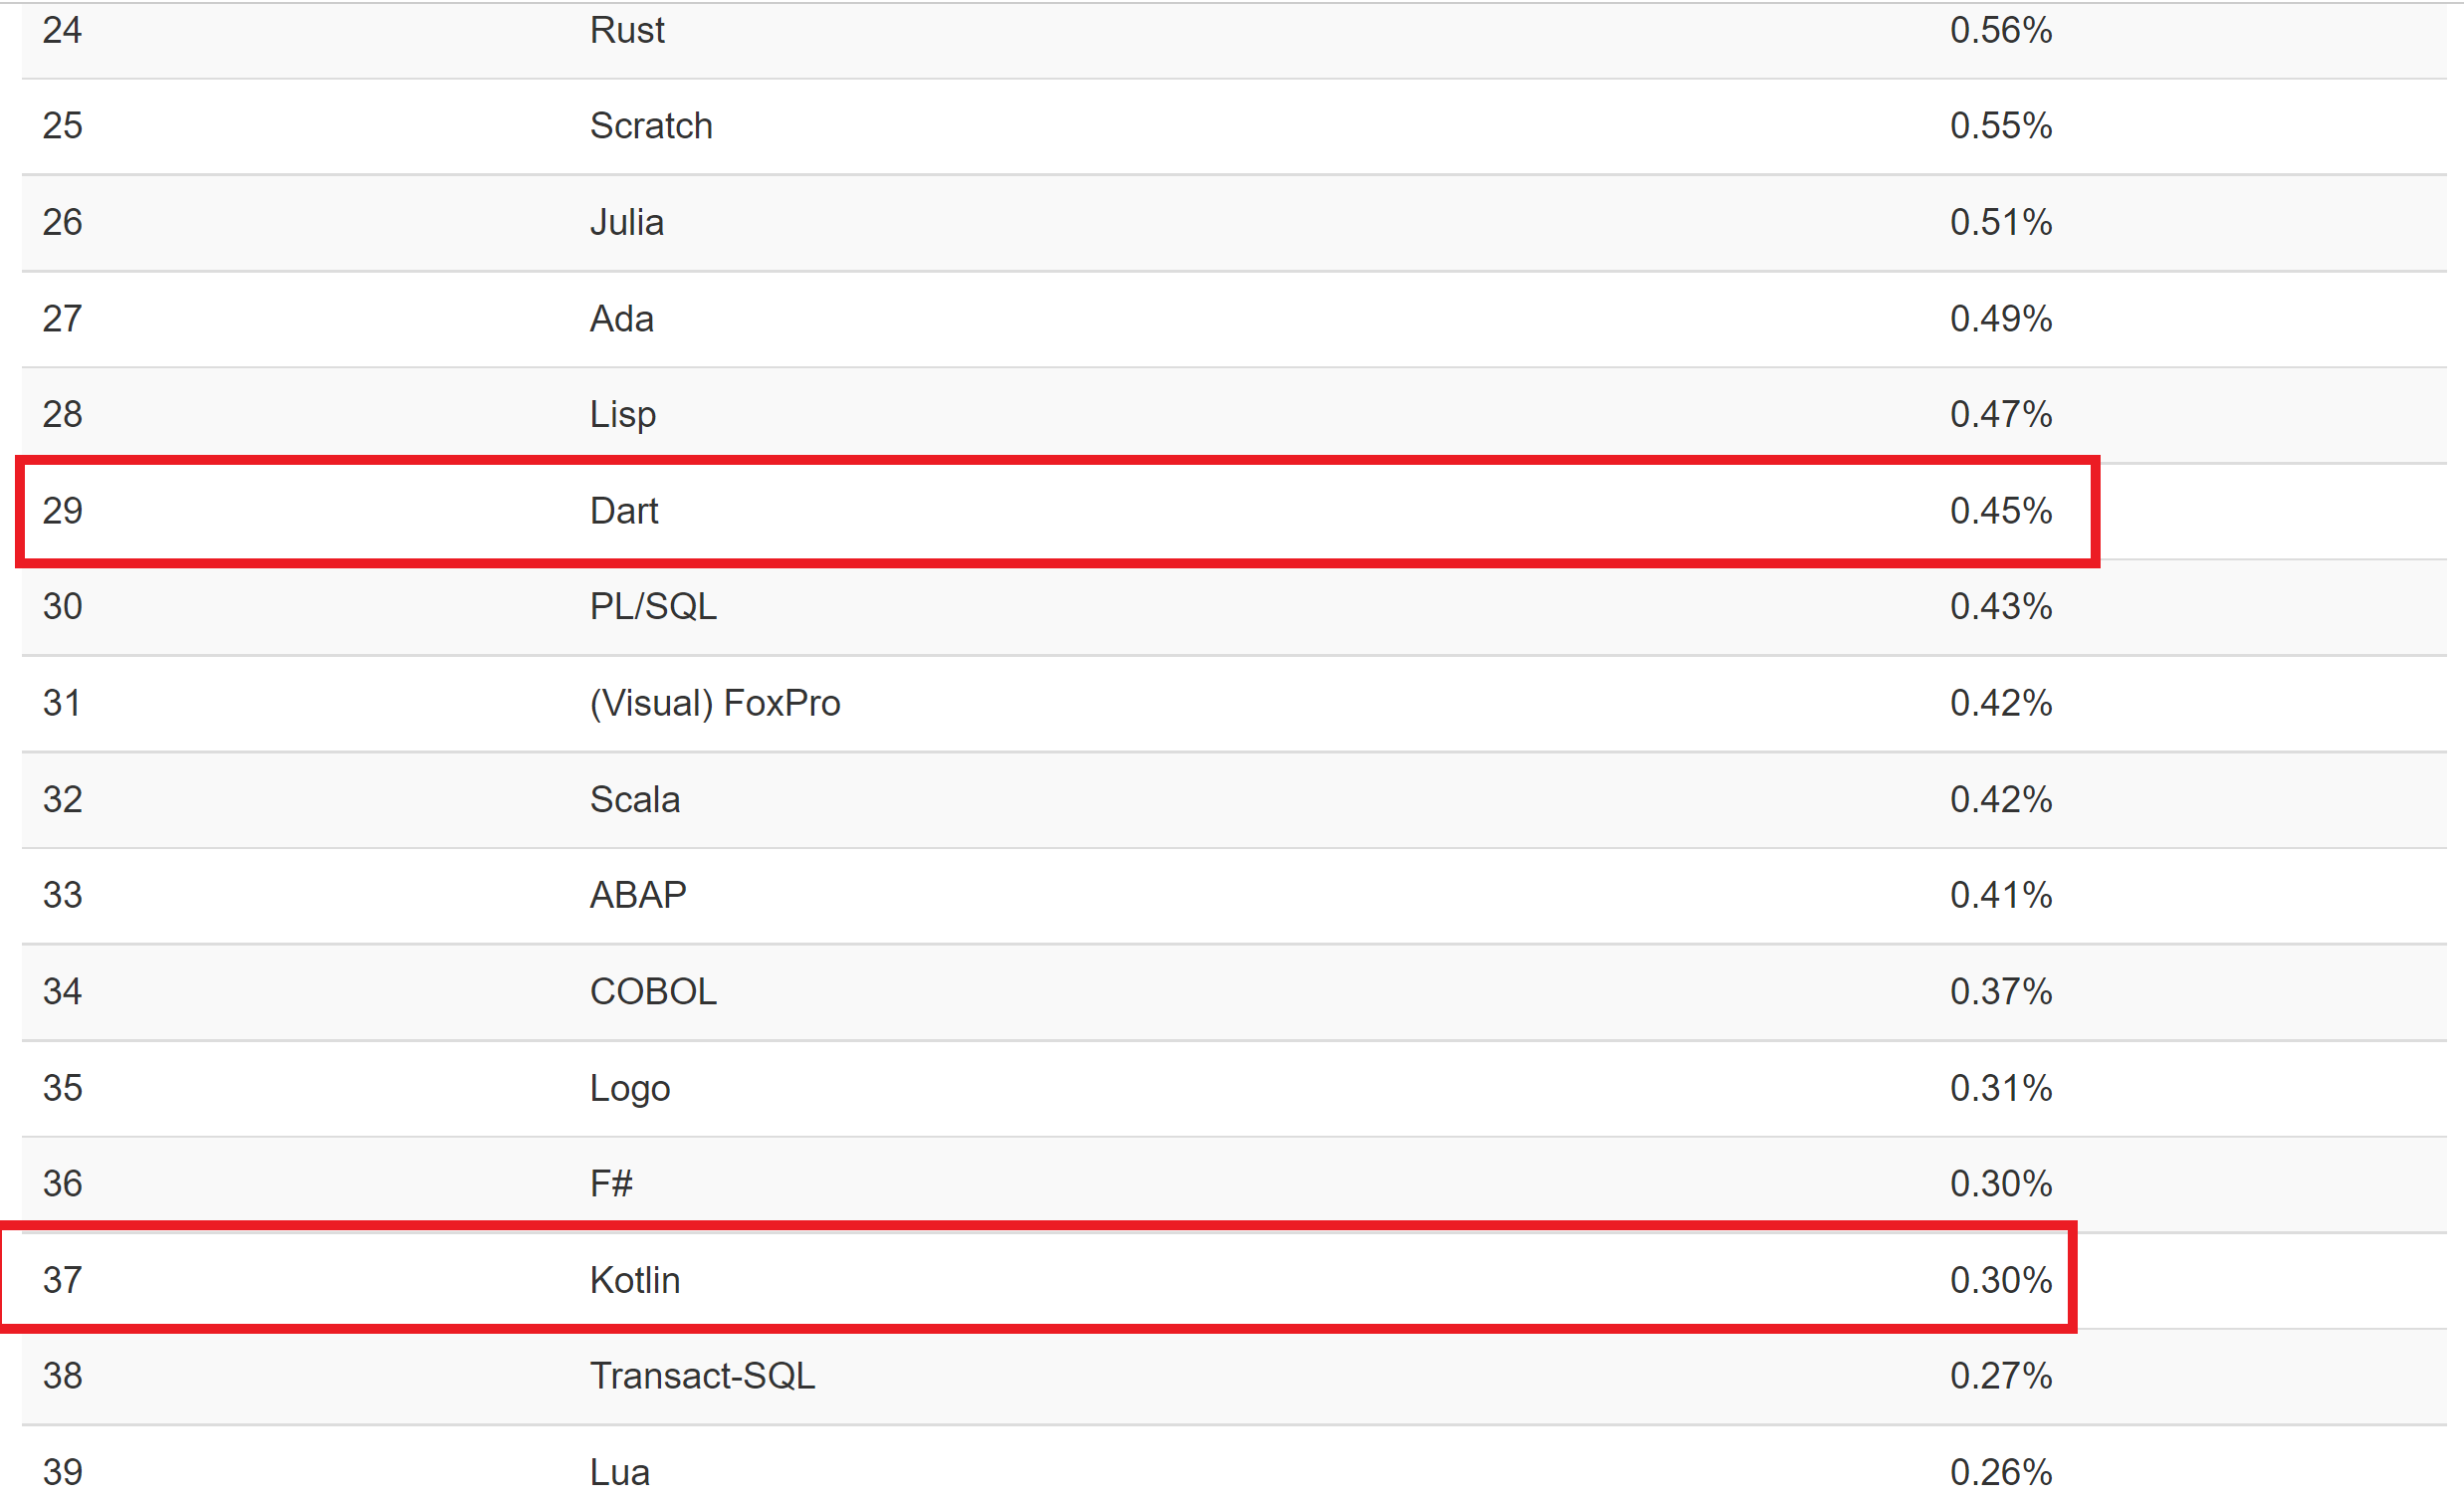 24 Rust 0.56%
25 Scratch 0.55%
26 Julia 0.51%
27 Ada 0.49%
28 Lisp 0.47%
29 Dart 0.45%
30 PL/SQL 0.43%
31 (Visual) FoxPro 0.42%
32 Scala 0.42%
33 ABAP 0.41%
34 COBOL 0.37%
35 Logo 0.31%
36 F# 0.30%
37 Kotlin 0.30%
38 Transact-SQL 0.27%
39 Lua 0.26%